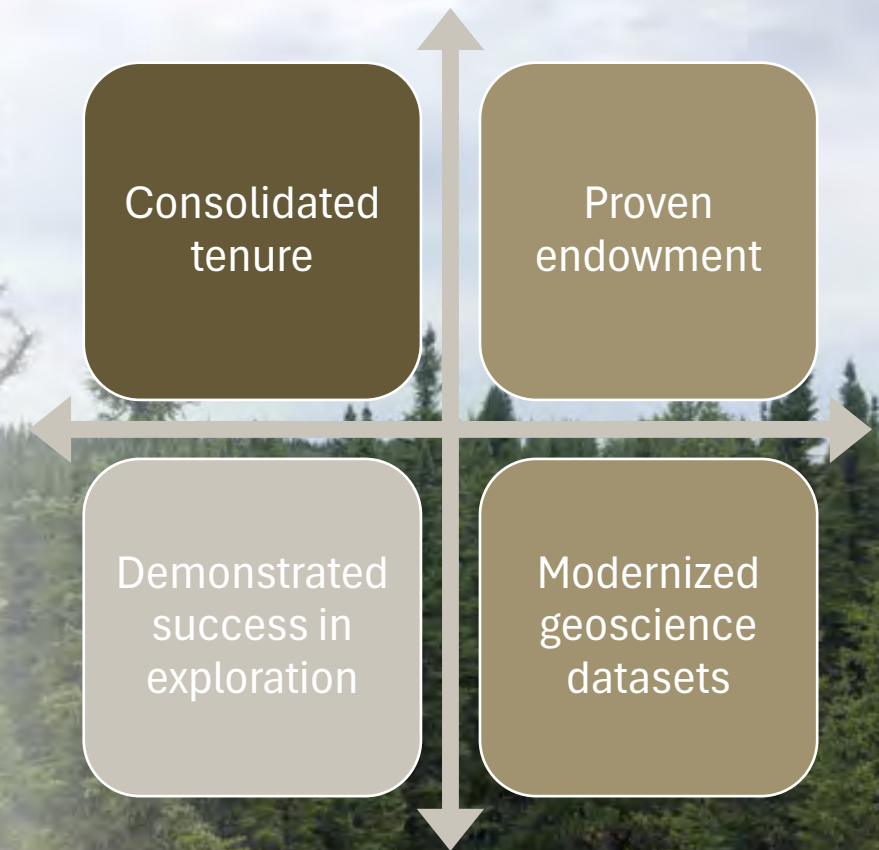 Consolidated
tenure
Proven
endowment
Demonstrated
success in
exploration
Modernized
geoscience
datasets